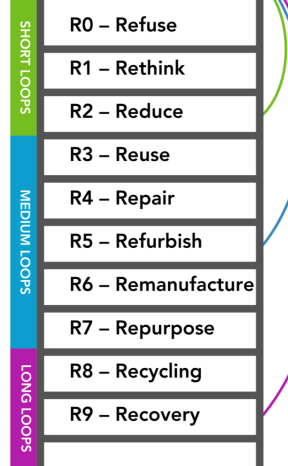 SHORT LOOPS
R0 – Refuse
R1 – Rethink
R2 – Reduce
MEDIUM LOOPS
R3 – Reuse
R4 – Repair
R5 – Refurbish
R6 – Remanufacture
R7 – Repurpose
LONG LOOPS
R8 – Recycling
R9 – Recovery